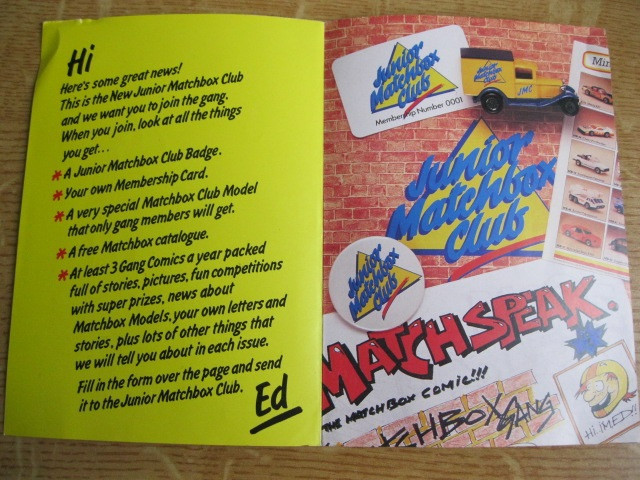 Hi
Here's some great news!
This is the New Junior Matchbox Club
and we want you to join the gang.
When you join, look at all the things
you get...
* A Junior Matchbox Club Badge.
* Your own Membership Card.
* A very special Matchbox Club Model
that only gang members will get.
* A free Matchbox catalogue.
* At least 3 Gang Comics a year packed
full of stories, pictures, fun competitions
with super prizes, news about
Matchbox Models, your own letters and
stories, plus lots of other things that
we will tell you about in each issue.
Fill in the form over the page and send
it to the Junior Matchbox Club.
Ed
Junior
Matchbox
Club
Membership Number 0001
Junior
Matchbox
Club
JMC
Junior
Matchbox
Club
Junior
Matchbox
Club
MATCHSPEAK
THE MATCHBOX COMIC!!!
CHBOX GANG
Hi, I'M ED!!